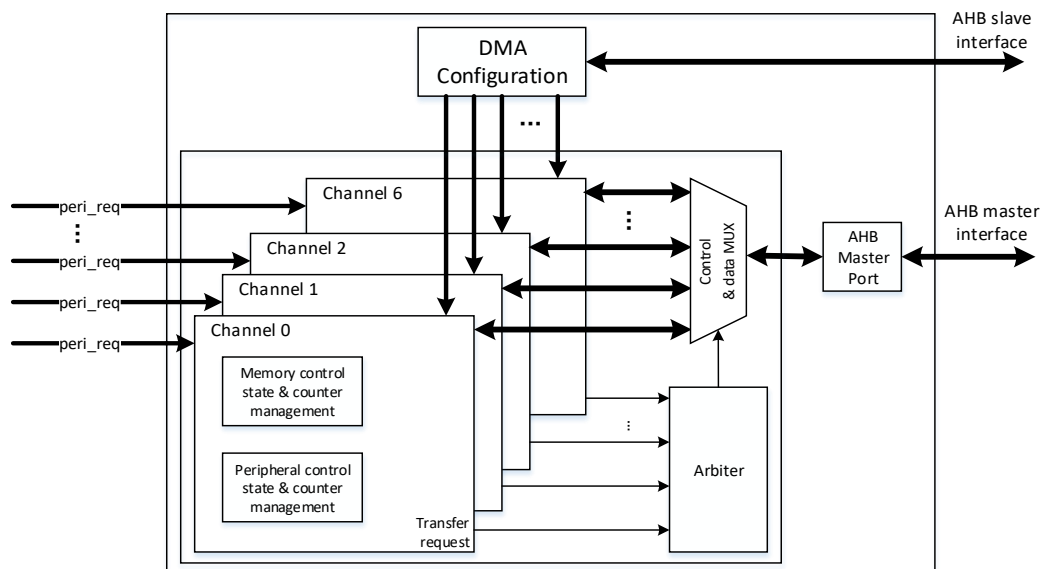 AHB slave
interface
DMA
Configuration
...
Channel 6
peri_req
...
...
AHB master
interface
Channel 2
peri_req
Control
& data MUX
AHB
Master
Port
Channel 1
peri_req
Channel 0
peri_req
Memory control
state & counter
management
...
Arbiter
Peripheral control
state & counter
management
Transfer
request